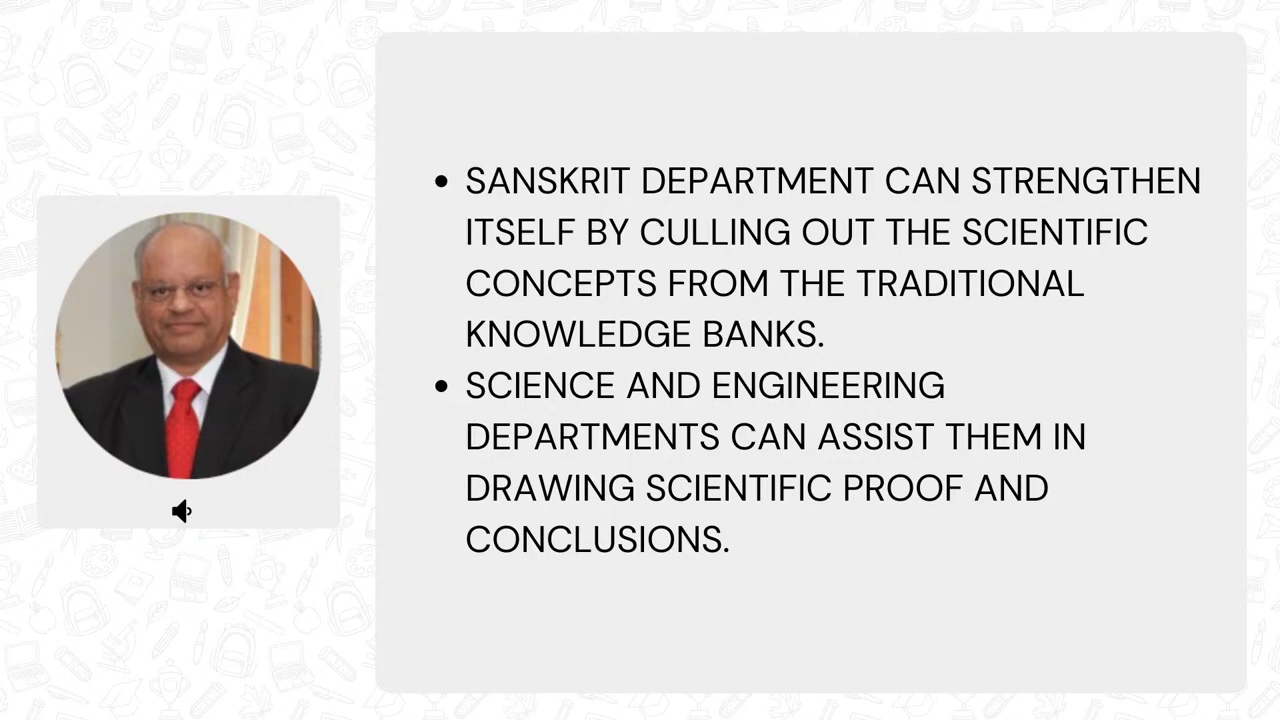 • SANSKRIT DEPARTMENT CAN STRENGTHEN
ITSELF BY CULLING OUT THE SCIENTIFIC
CONCEPTS FROM THE TRADITIONAL
KNOWLEDGE BANKS.
• SCIENCE AND ENGINEERING
DEPARTMENTS CAN ASSIST THEM IN
DRAWING SCIENTIFIC PROOF AND
CONCLUSIONS.